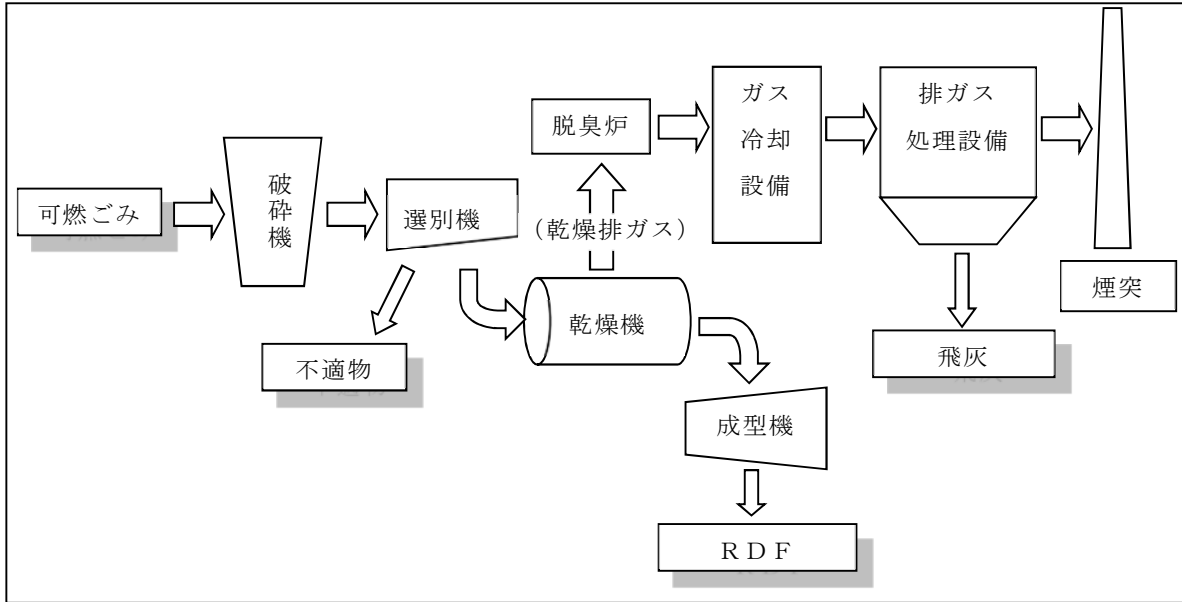 可燃ごみ
破砕機
選別機
不適物
乾燥機
（乾燥排ガス）
脱臭炉
ガス
冷却
設備
排ガス
処理設備
煙突
飛灰
成型機
ＲＤＦ